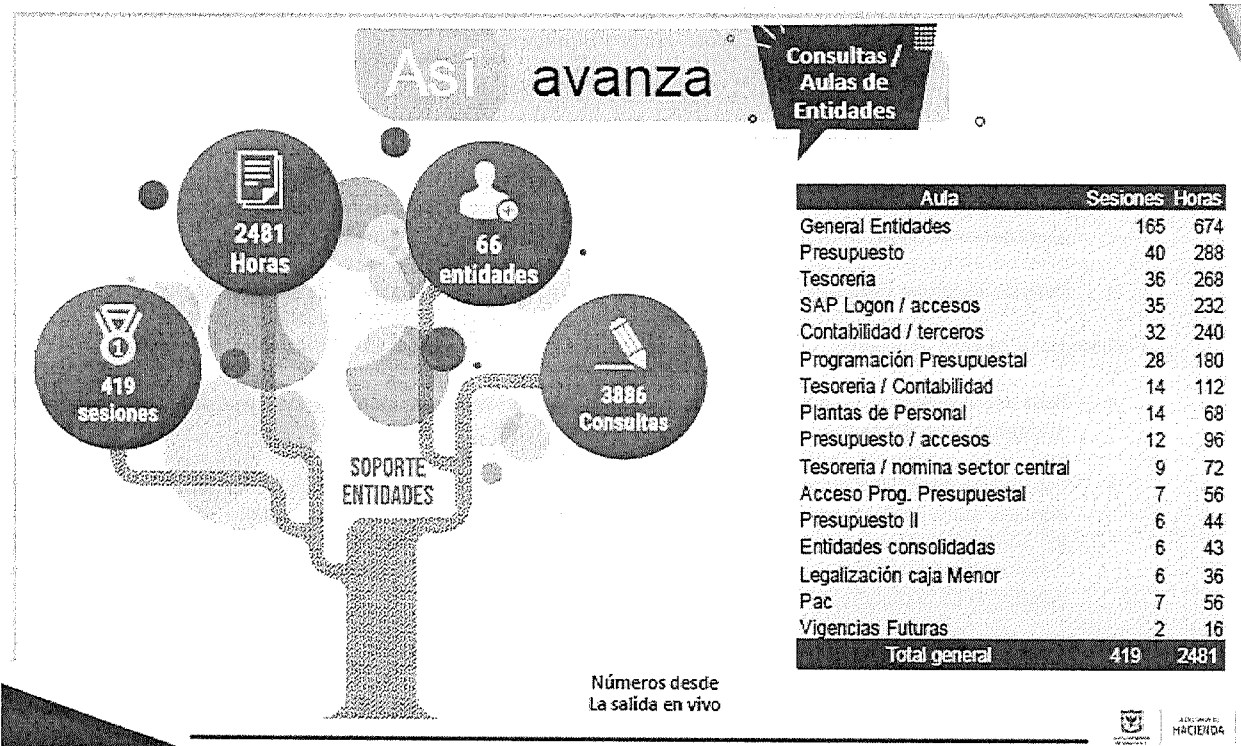 Así avanza
Consultas /
Aulas de
Entidades
2481
Horas
66
entidades
419
sesiones
3886
Consultas
SOPORTE
ENTIDADES
Aula Sesiones Horas
General Entidades 165 674
Presupuesto 40 288
Tesoreria 36 268
SAP Logon / accesos 35 232
Contabilidad / terceros 32 240
Programación Presupuestal 28 180
Tesoreria / Contabilidad 14 112
Plantas de Personal 14 68
Presupuesto / accesos 12 96
Tesoreria / nomina sector central 9 72
Acceso Prog. Presupuestal 7 56
Presupuesto II 6 44
Entidades consolidadas 6 43
Legalización caja Menor 6 36
Pac 7 56
Vigencias Futuras 2 16
Total general 419 2481
Números desde
La salida en vivo
HACIENDA